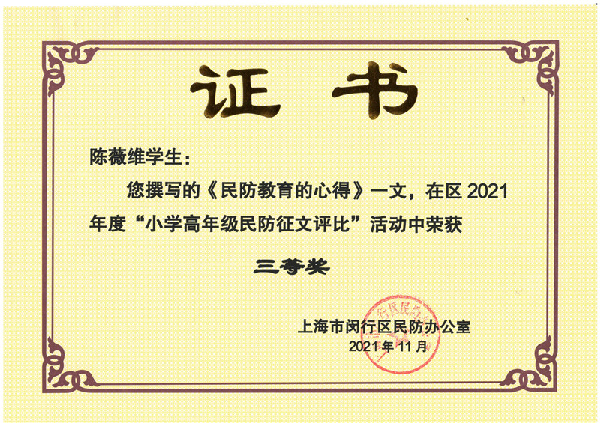 证书
陈薇维学生：
您撰写的《民防教育的心得》一文，在区 2021
年度“小学高年级民防征文评比”活动中荣获
三等奖
上海市闵行区民防办公室
2021 年 11 月